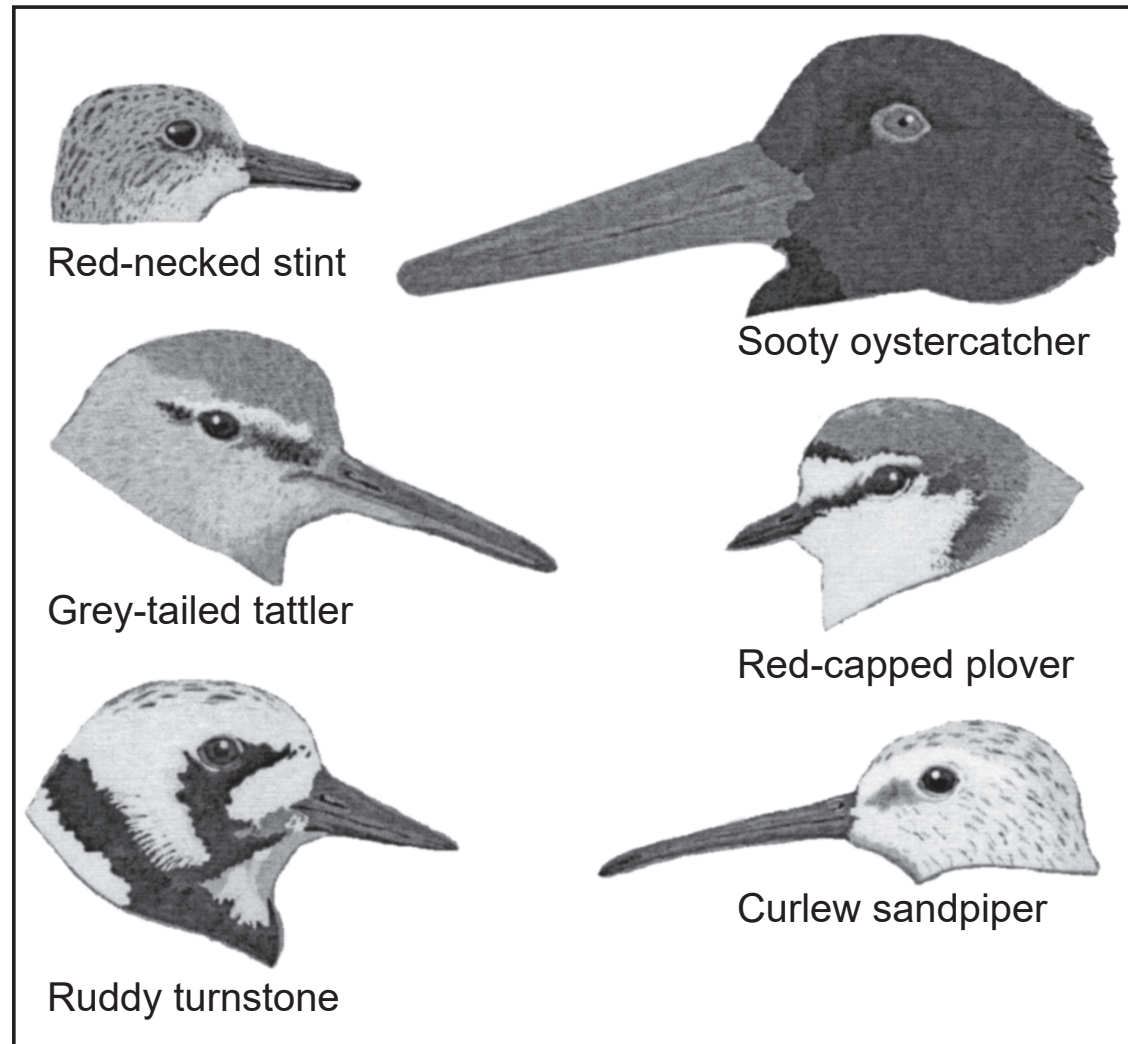 Red-necked stint
Sooty oystercatcher
Grey-tailed tattler
Red-capped plover
Ruddy turnstone
Curlew sandpiper